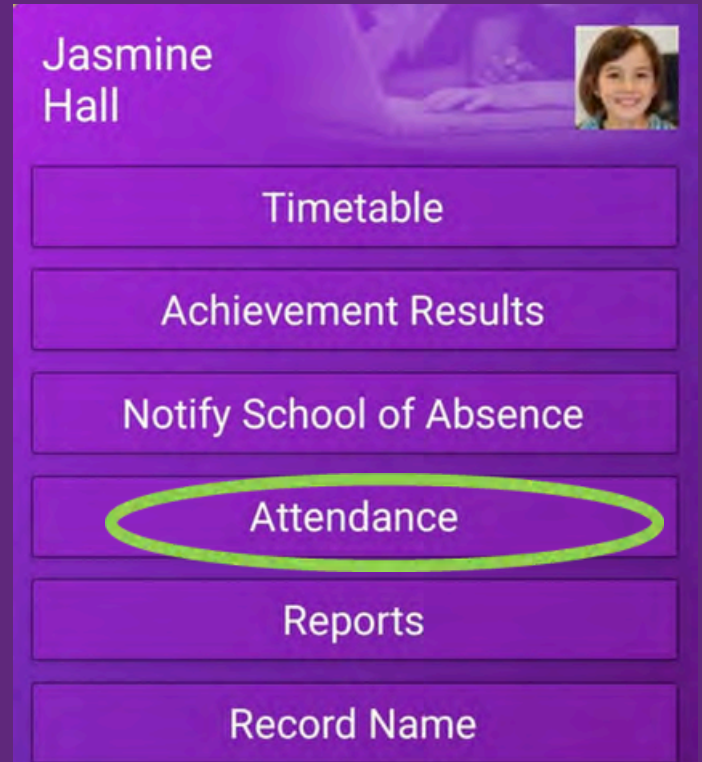 Jasmine
Hall
Timetable
Achievement Results
Notify School of Absence
Attendance
Reports
Record Name